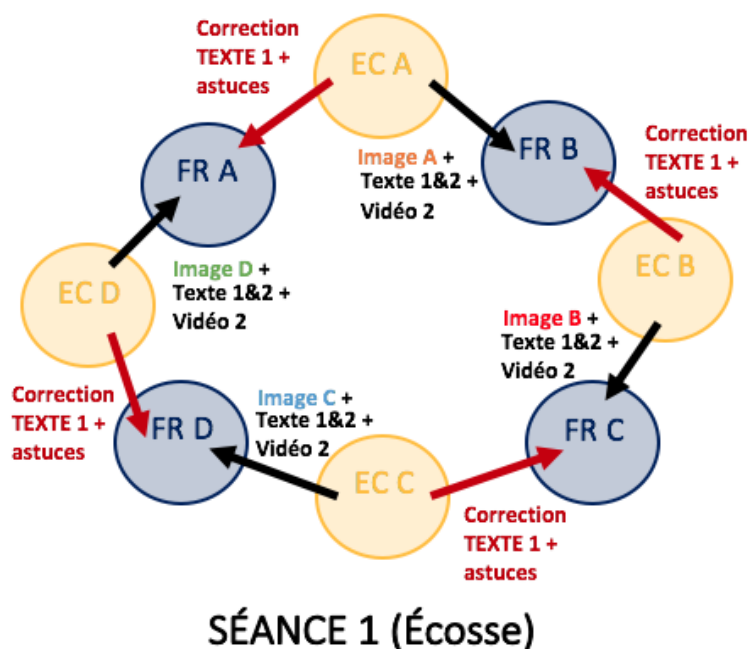 Correction
TEXTE 1 +
astuces
EC A
FR A
Image A +
Texte 1&2 +
Vidéo 2
FR B
Correction
TEXTE 1 +
astuces
EC D
Image D +
Texte 1&2 +
Vidéo 2
EC B
Image B +
Texte 1&2 +
Vidéo 2
Correction
TEXTE 1 +
astuces
FR D
Image C +
Texte 1&2 +
Vidéo 2
FR C
EC C
Correction
TEXTE 1 +
astuces
SÉANCE 1 (Écosse)